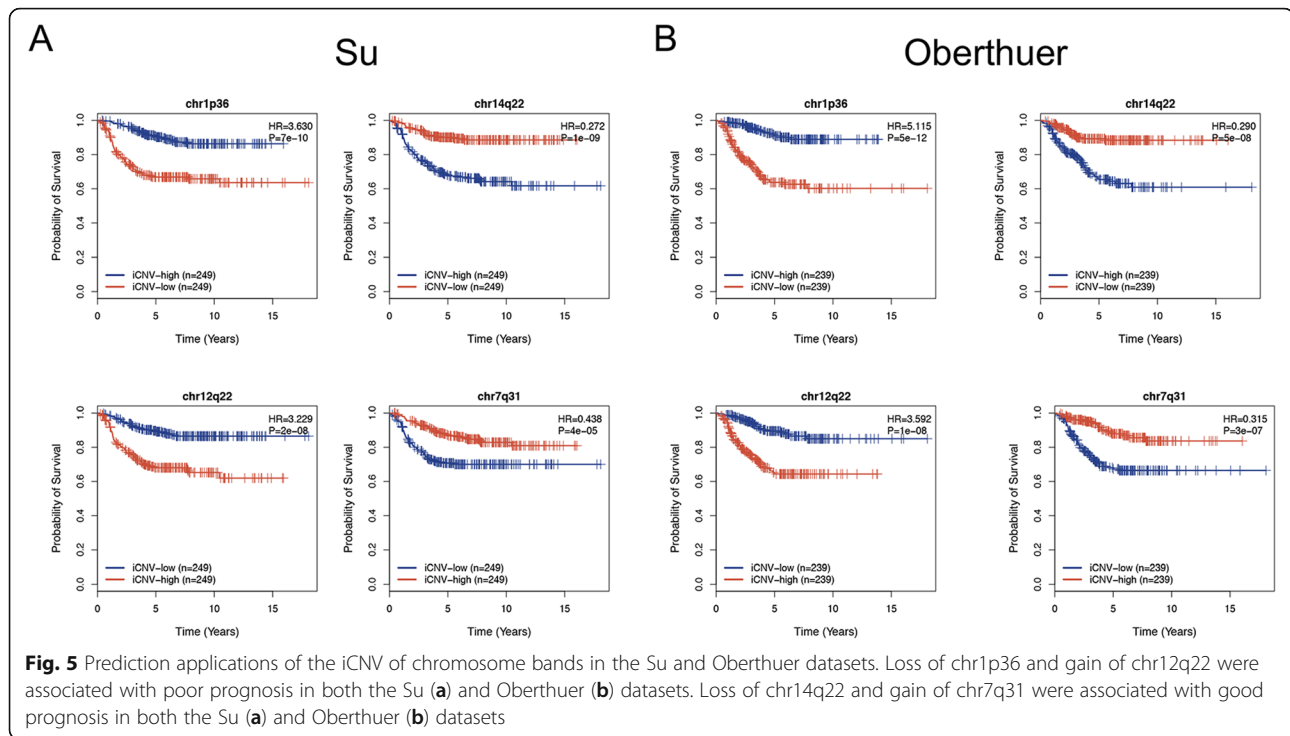 A
Su
B
Oberthuer
chr1p36
HR=3.630
P=7e-10
Probability of Survival
1.0
0.8
0.6
0.4
0.2
0.0
iCNV-high (n=249)
iCNV-low (n=249)
0 5 10 15
Time (Years)
chr14q22
HR=0.272
P=1e-09
Probability of Survival
1.0
0.8
0.6
0.4
0.2
0.0
iCNV-high (n=249)
iCNV-low (n=249)
0 5 10 15
Time (Years)
chr1p36
HR=5.115
P=5e-12
Probability of Survival
1.0
0.8
0.6
0.4
0.2
0.0
iCNV-high (n=239)
iCNV-low (n=239)
0 5 10 15
Time (Years)
chr14q22
HR=0.290
P=5e-08
Probability of Survival
1.0
0.8
0.6
0.4
0.2
0.0
iCNV-high (n=239)
iCNV-low (n=239)
0 5 10 15
Time (Years)
chr12q22
HR=3.229
P=2e-08
Probability of Survival
1.0
0.8
0.6
0.4
0.2
0.0
iCNV-low (n=249)
iCNV-high (n=249)
0 5 10 15
Time (Years)
chr7q31
HR=0.438
P=4e-05
Probability of Survival
1.0
0.8
0.6
0.4
0.2
0.0
iCNV-low (n=249)
iCNV-high (n=249)
0 5 10 15
Time (Years)
chr12q22
HR=3.592
P=1e-08
Probability of Survival
1.0
0.8
0.6
0.4
0.2
0.0
iCNV-low (n=239)
iCNV-high (n=239)
0 5 10 15
Time (Years)
chr7q31
HR=0.315
P=3e-07
Probability of Survival
1.0
0.8
0.6
0.4
0.2
0.0
iCNV-low (n=239)
iCNV-high (n=239)
0 5 10 15
Time (Years)
Fig. 5 Prediction applications of the iCNV of chromosome bands in the Su and Oberthuer datasets. Loss of chr1p36 and gain of chr12q22 were
associated with poor prognosis in both the Su (a) and Oberthuer (b) datasets. Loss of chr14q22 and gain of chr7q31 were associated with good
prognosis in both the Su (a) and Oberthuer (b) datasets